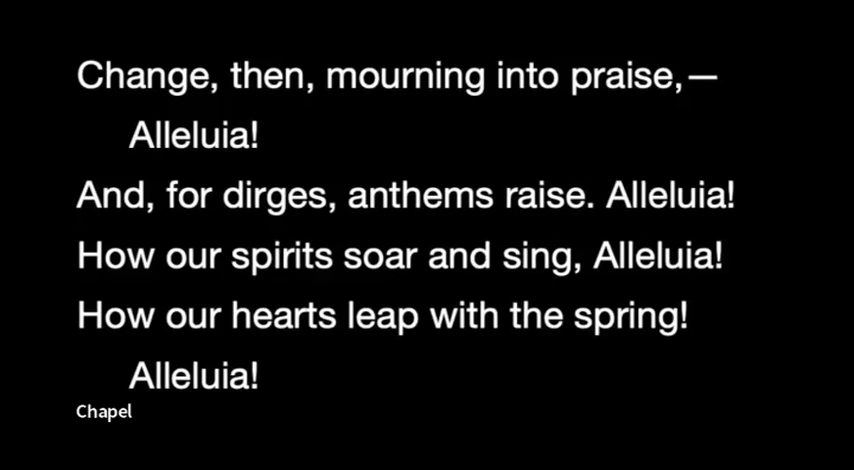 Change, then, mourning into praise,—
Alleluia!
And, for dirges, anthems raise. Alleluia!
How our spirits soar and sing, Alleluia!
How our hearts leap with the spring!
Alleluia!
Chapel